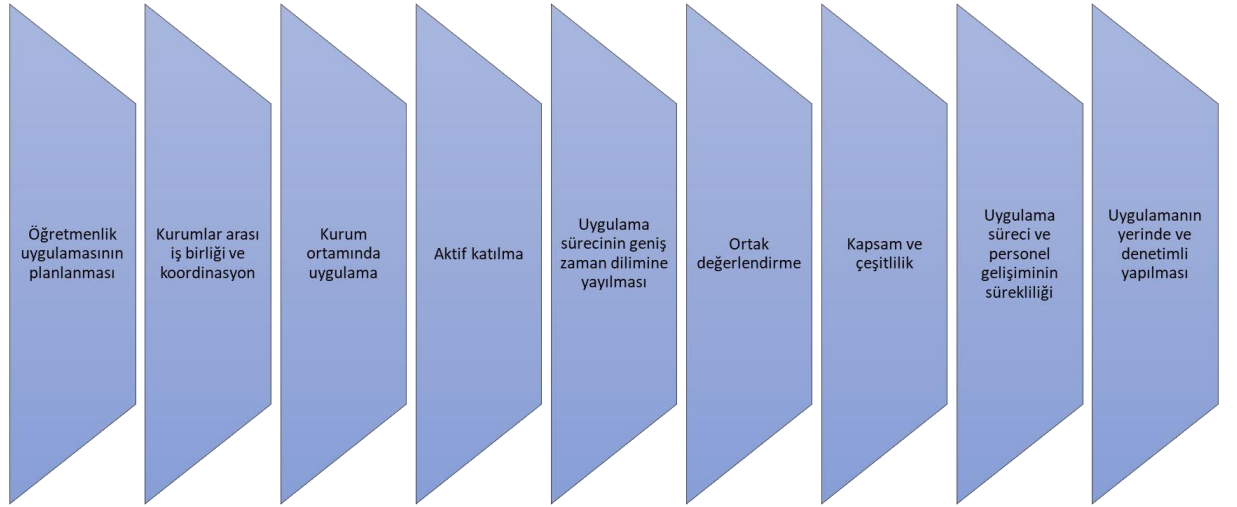 Öğretmenlik
uygulamasının
planlanması
Kurumlar arası
iş birliği ve
koordinasyon
Kurum
ortamında
uygulama
Aktif katılma
Uygulama
sürecinin geniş
zaman dilimine
yayılması
Ortak
değerlendirme
Kapsam ve
çeşitlilik
Uygulama
süreci ve
personel
gelişiminin
sürekliliği
Uygulamanın
yerinde ve
denetimli
yapılması